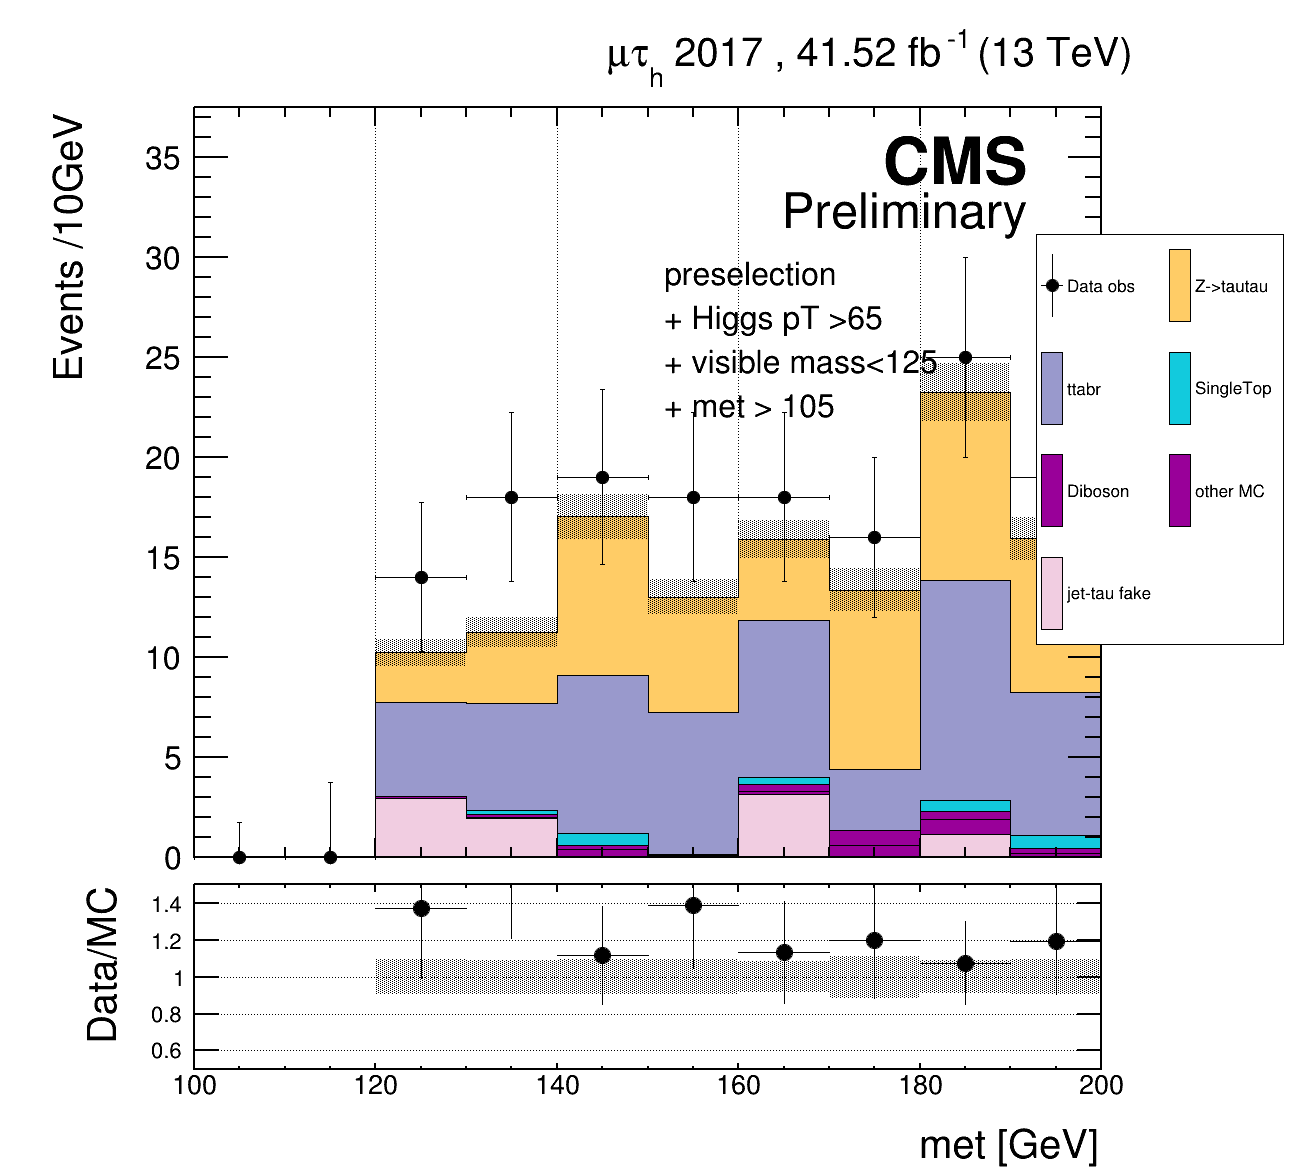 μτh 2017 , 41.52 fb-1 (13 TeV)
Events /10GeV
35
30
25
20
15
10
5
0
CMS
Preliminary
preselection
+ Higgs pT >65
+ visible mass<125
+ met > 105
Data obs
Z->tautau
ttabr
SingleTop
Diboson
other MC
jet-tau fake
Data/MC
1.4
1.2
1
0.8
0.6
100 120 140 160 180 200
met [GeV]